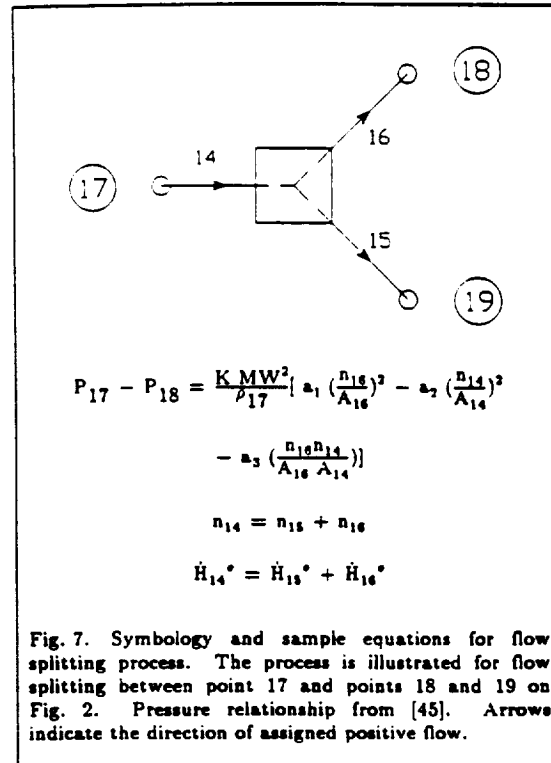 18
16
14
17
15
19
P₁₇ − P₁₈ = K MW² / ρ₁₇ [ a₁ (n₁₆ / A₁₆)² − a₂ (n₁₄ / A₁₄)²
− a₃ (n₁₆n₁₄ / A₁₆ A₁₄)]
n₁₄ = n₁₅ + n₁₆
Ḣ₁₄* = Ḣ₁₅* + Ḣ₁₆*
Fig. 7. Symbology and sample equations for flow
splitting process. The process is illustrated for flow
splitting between point 17 and points 18 and 19 on
Fig. 2. Pressure relationship from [45]. Arrows
indicate the direction of assigned positive flow.